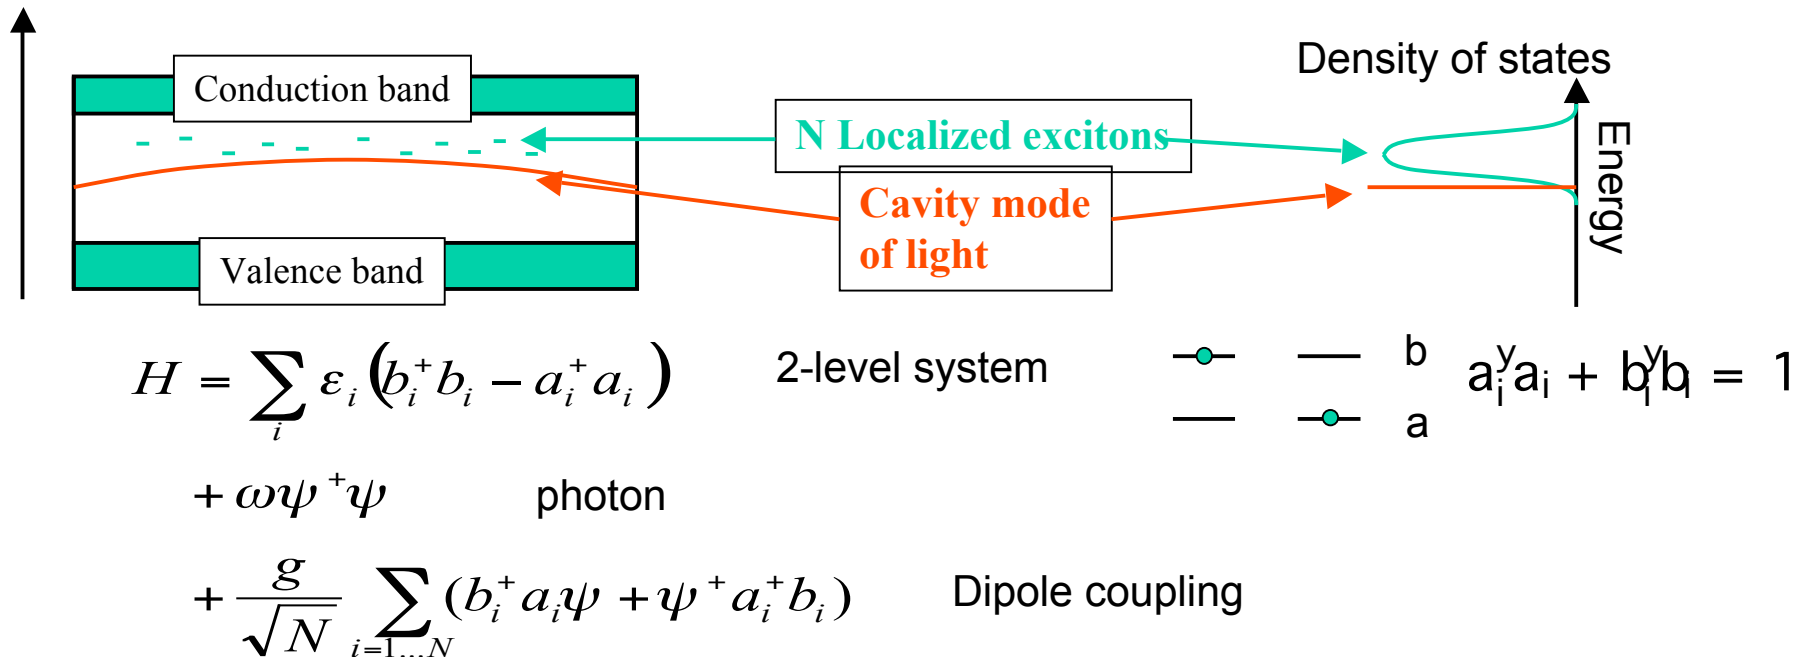 Density of states
Conduction band
N Localized excitons
Energy
Cavity mode
of light
Valence band
H = ∑_i ε_i (b_i^+ b_i − a_i^+ a_i)
2-level system
b
a
a_i^y a_i + b_i^y b_i = 1
+ ωψ^+ψ
photon
+ g/√N ∑_{i=1...N} (b_i^+ a_i ψ + ψ^+ a_i^+ b_i)
Dipole coupling